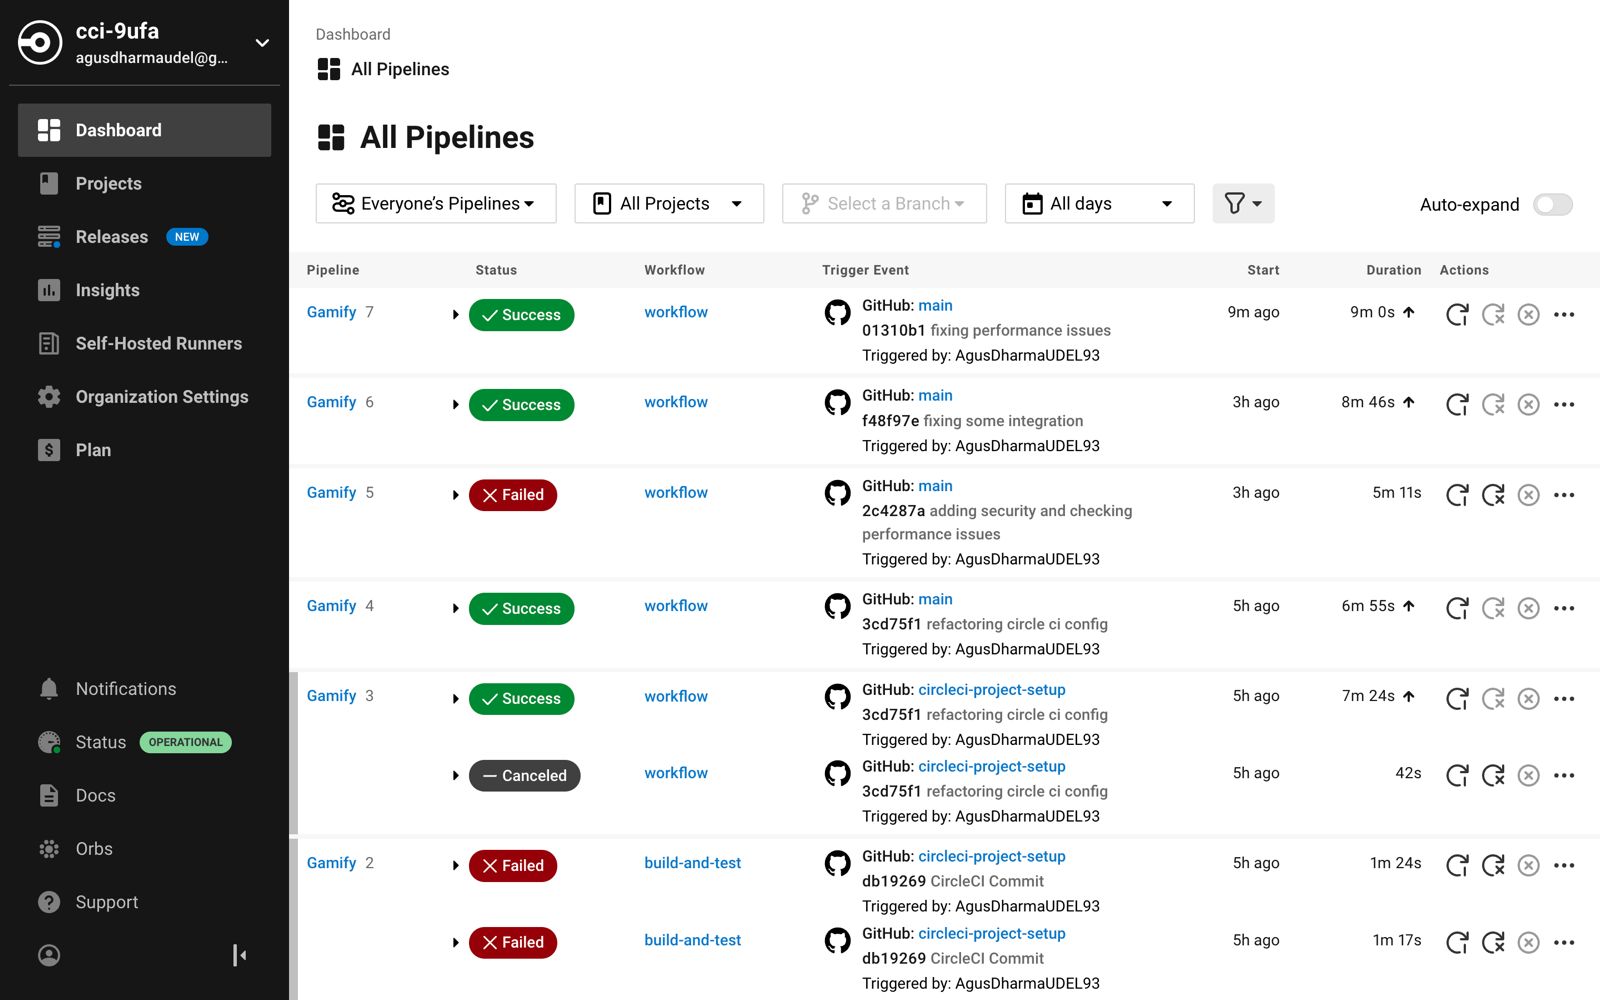 cci-9ufa
agusdharmaudel@g...
Dashboard
Projects
Releases NEW
Insights
Self-Hosted Runners
Organization Settings
Plan
Notifications
Status OPERATIONAL
Docs
Orbs
Support
Dashboard
All Pipelines
All Pipelines
Everyone's Pipelines All Projects Select a Branch All days Auto-expand
Pipeline Status Workflow Trigger Event Start Duration Actions
Gamify 7 Success workflow GitHub: main 9m ago 9m 0s
01310b1 fixing performance issues
Triggered by: AgusDharmaUDEL93
Gamify 6 Success workflow GitHub: main 3h ago 8m 46s
f48f97e fixing some integration
Triggered by: AgusDharmaUDEL93
Gamify 5 Failed workflow GitHub: main 3h ago 5m 11s
2c4287a adding security and checking
performance issues
Triggered by: AgusDharmaUDEL93
Gamify 4 Success workflow GitHub: main 5h ago 6m 55s
3cd75f1 refactoring circle ci config
Triggered by: AgusDharmaUDEL93
Gamify 3 Success workflow GitHub: circleci-project-setup 5h ago 7m 24s
3cd75f1 refactoring circle ci config
Triggered by: AgusDharmaUDEL93
Canceled workflow GitHub: circleci-project-setup 5h ago 42s
3cd75f1 refactoring circle ci config
Triggered by: AgusDharmaUDEL93
Gamify 2 Failed build-and-test GitHub: circleci-project-setup 5h ago 1m 24s
db19269 CircleCI Commit
Triggered by: AgusDharmaUDEL93
Failed build-and-test GitHub: circleci-project-setup 5h ago 1m 17s
db19269 CircleCI Commit
Triggered by: AgusDharmaUDEL93